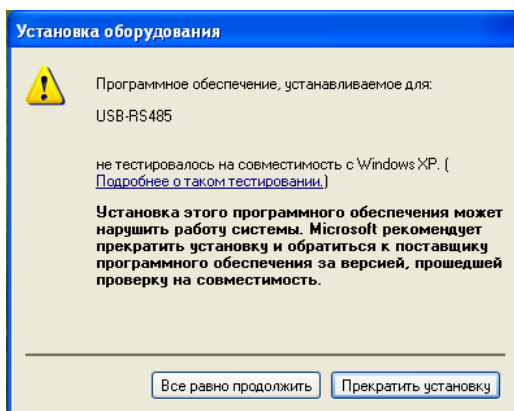 Установка оборудования
Программное обеспечение, устанавливаемое для:
USB-RS485
не тестировалось на совместимость с Windows XP. (
Подробнее о таком тестировании.)
Установка этого программного обеспечения может
нарушить работу системы. Microsoft рекомендует
прекратить установку и обратиться к поставщику
программного обеспечения за версией, прошедшей
проверку на совместимость.
Все равно продолжить
Прекратить установку